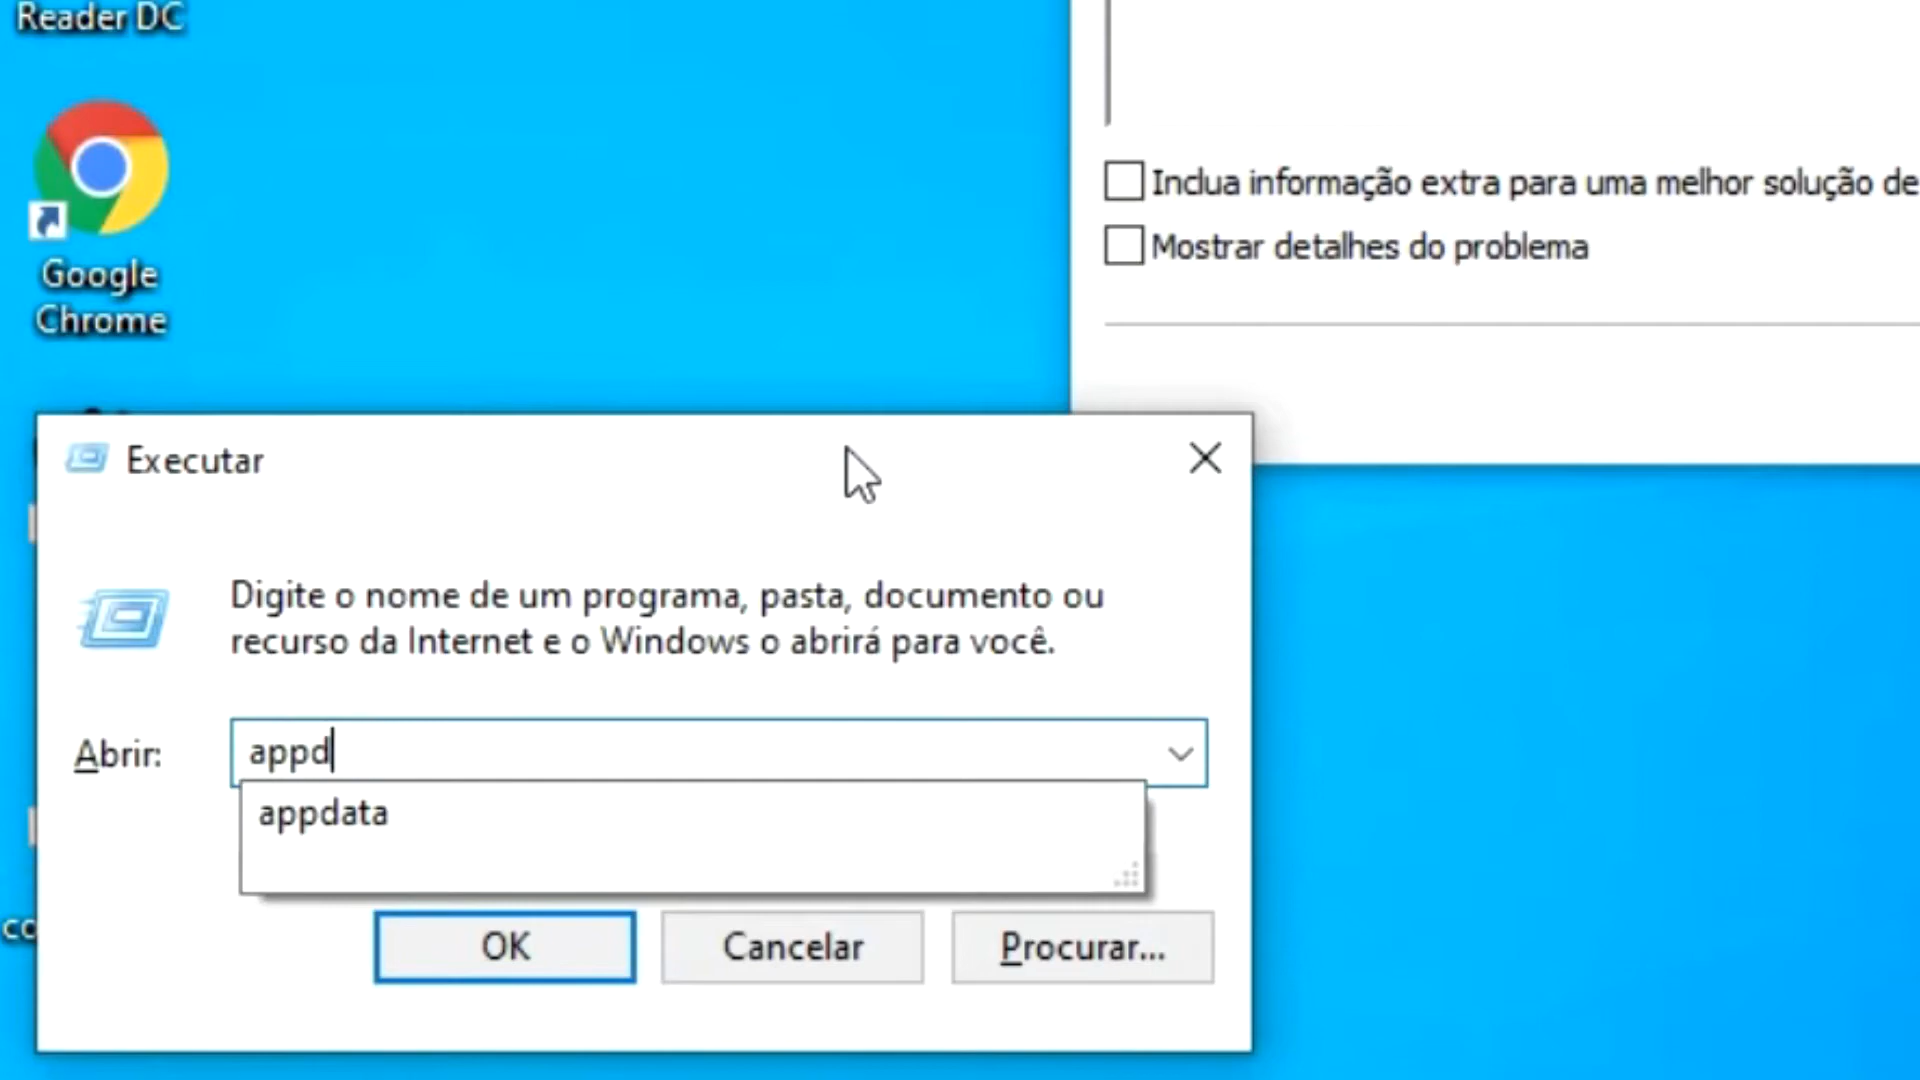 Reader DC
Google
Chrome
Inclua informação extra para uma melhor solução de
Mostrar detalhes do problema
Executar
Digite o nome de um programa, pasta, documento ou
recurso da Internet e o Windows o abrirá para você.
Abrir:
appd
appdata
co
OK
Cancelar
Procurar...